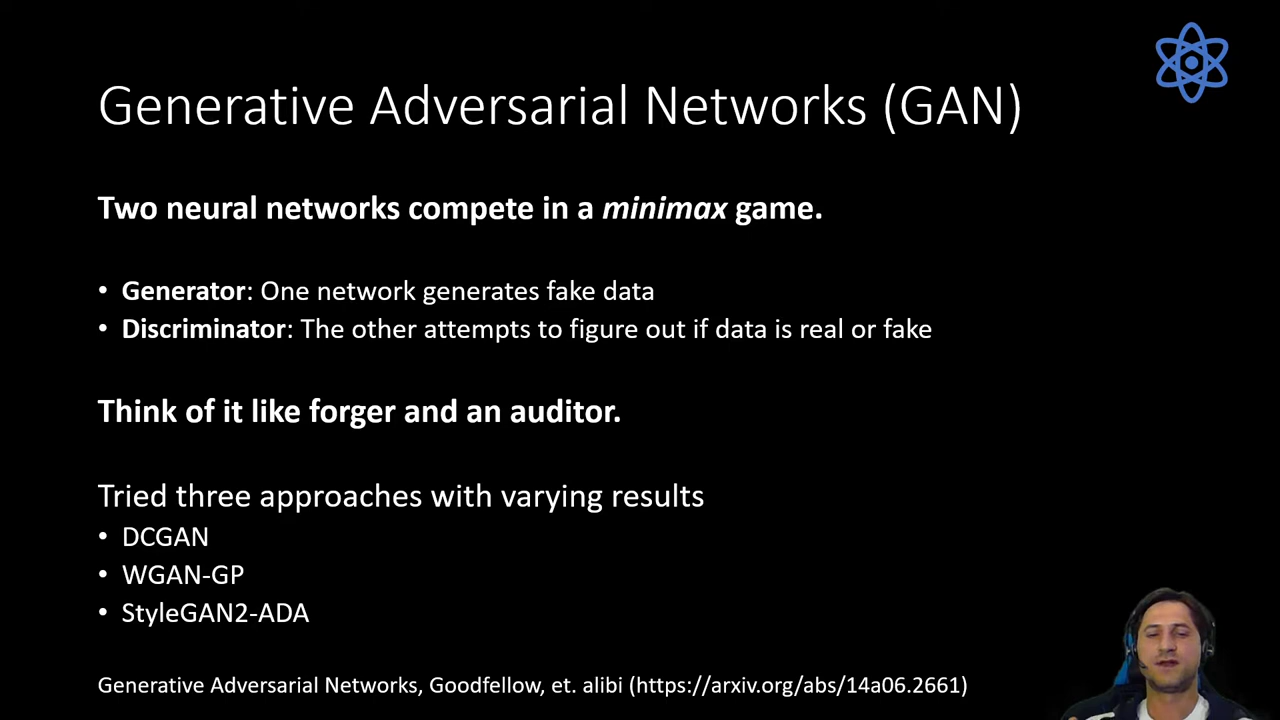 Generative Adversarial Networks (GAN)
Two neural networks compete in a minimax game.
• Generator: One network generates fake data
• Discriminator: The other attempts to figure out if data is real or fake
Think of it like forger and an auditor.
Tried three approaches with varying results
• DCGAN
• WGAN-GP
• StyleGAN2-ADA
Generative Adversarial Networks, Goodfellow, et. alibi (https://arxiv.org/abs/14a06.2661)